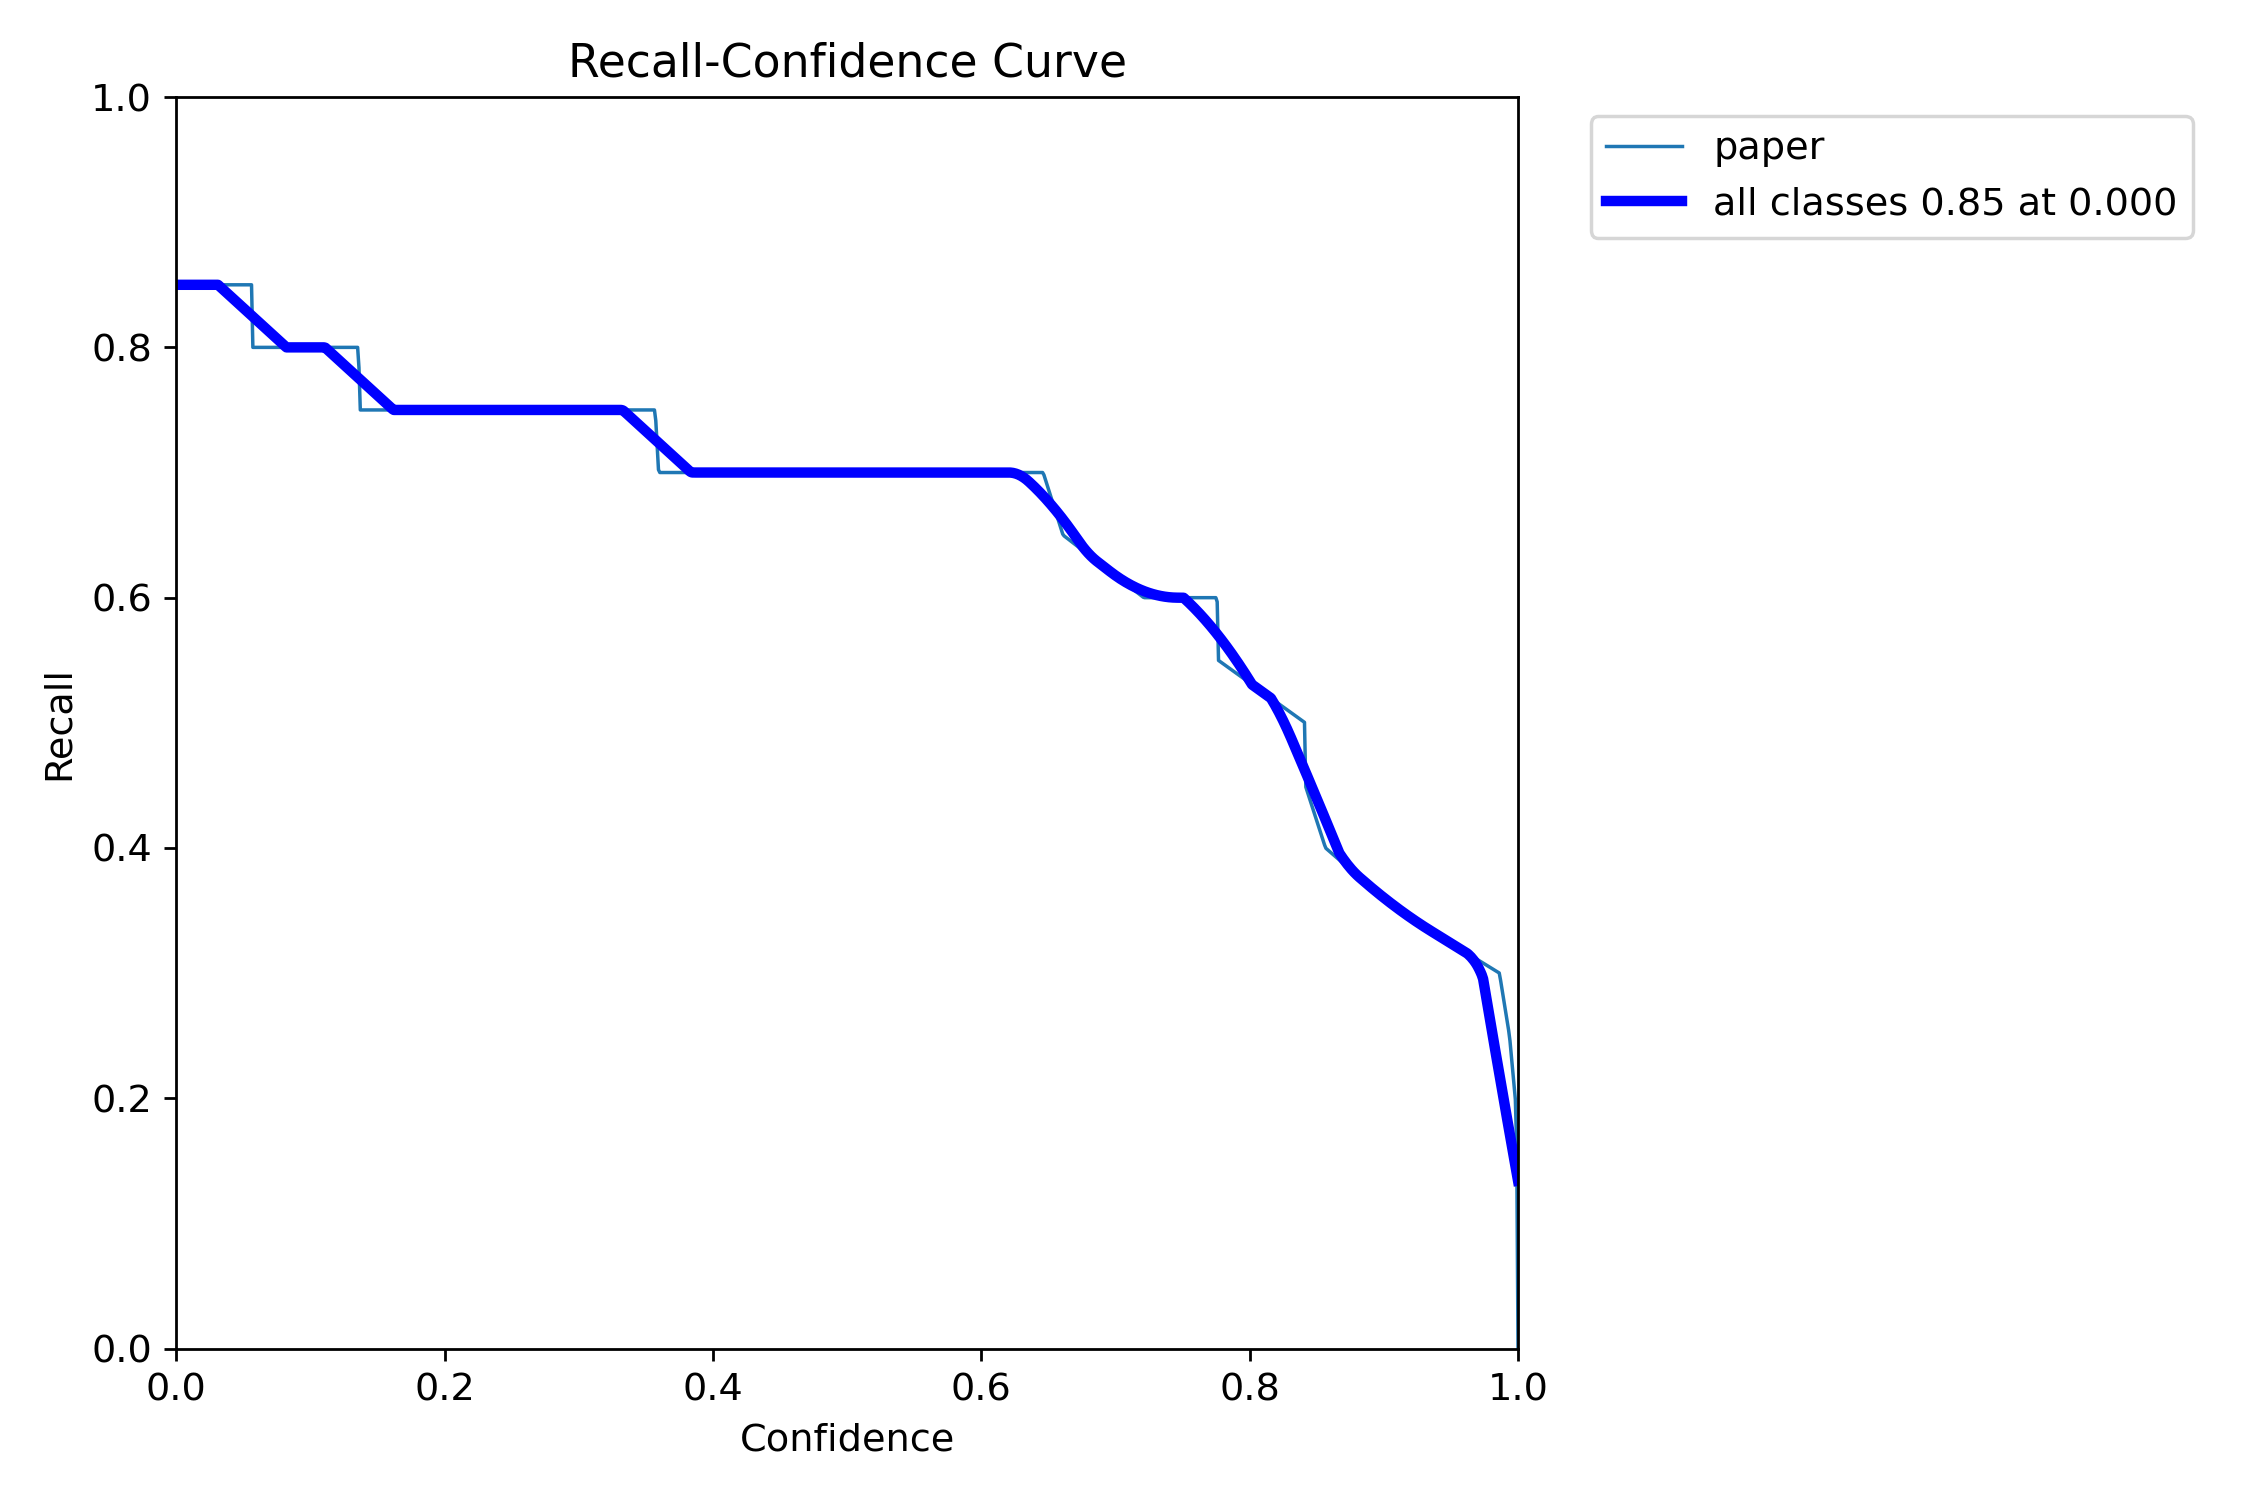 Recall-Confidence Curve
1.0
0.8
0.6
0.4
0.2
0.0
Recall
0.0 0.2 0.4 0.6 0.8 1.0
Confidence
paper
all classes 0.85 at 0.000